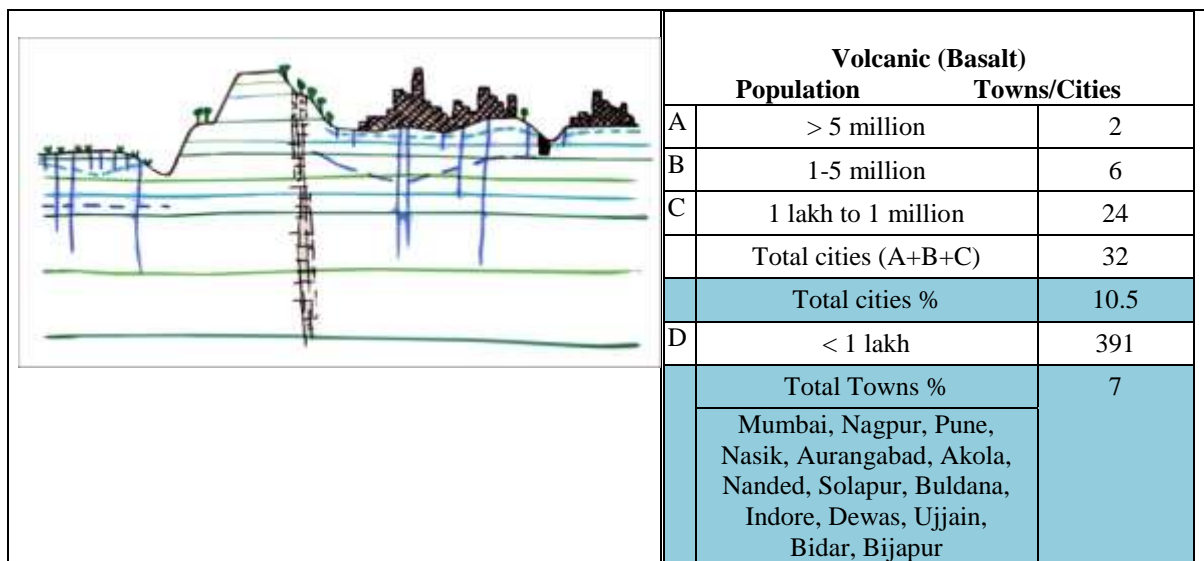 Volcanic (Basalt)
Population Towns/Cities
A > 5 million 2
B 1-5 million 6
C 1 lakh to 1 million 24
Total cities (A+B+C) 32
Total cities % 10.5
D < 1 lakh 391
Total Towns % 7
Mumbai, Nagpur, Pune,
Nasik, Aurangabad, Akola,
Nanded, Solapur, Buldana,
Indore, Dewas, Ujjain,
Bidar, Bijapur